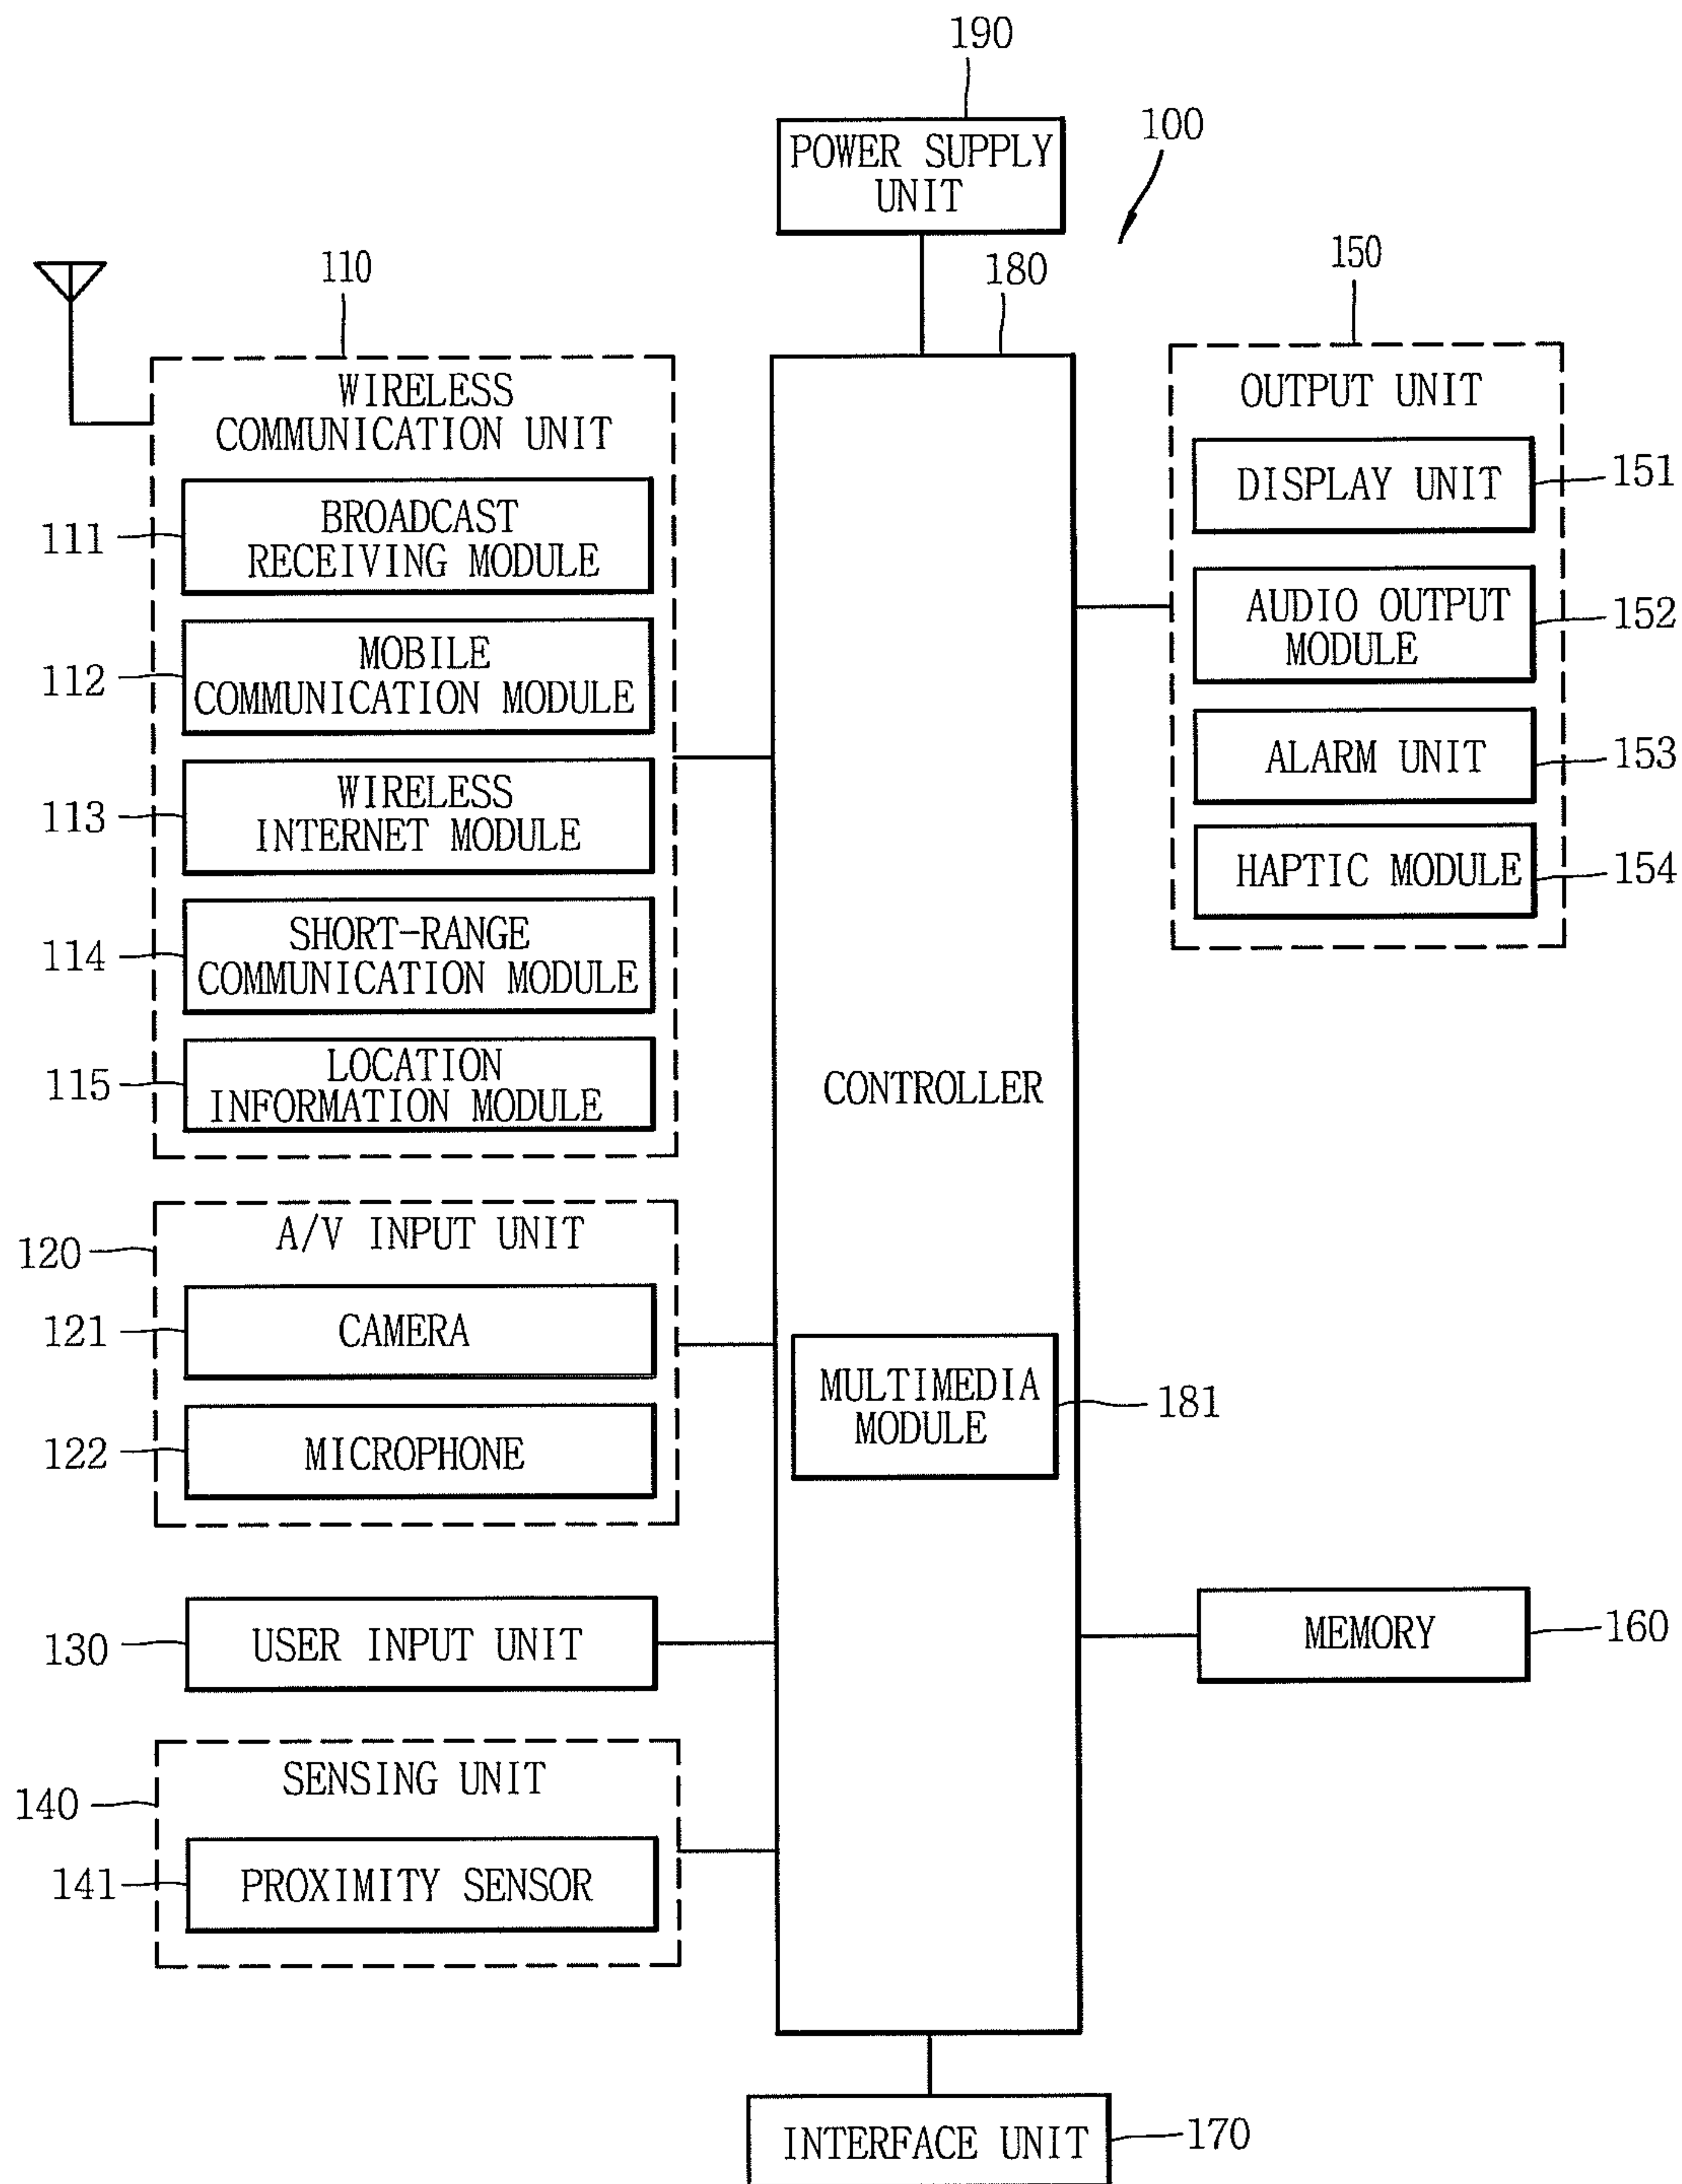 190
POWER SUPPLY
UNIT
100
110
180
150
WIRELESS
COMMUNICATION UNIT
111
BROADCAST
RECEIVING MODULE
112
MOBILE
COMMUNICATION MODULE
113
WIRELESS
INTERNET MODULE
114
SHORT-RANGE
COMMUNICATION MODULE
115
LOCATION
INFORMATION MODULE
120
A/V INPUT UNIT
121
CAMERA
122
MICROPHONE
130
USER INPUT UNIT
140
SENSING UNIT
141
PROXIMITY SENSOR
CONTROLLER
MULTIMEDIA
MODULE
181
OUTPUT UNIT
DISPLAY UNIT
151
AUDIO OUTPUT
MODULE
152
ALARM UNIT
153
HAPTIC MODULE
154
MEMORY
160
INTERFACE UNIT
170